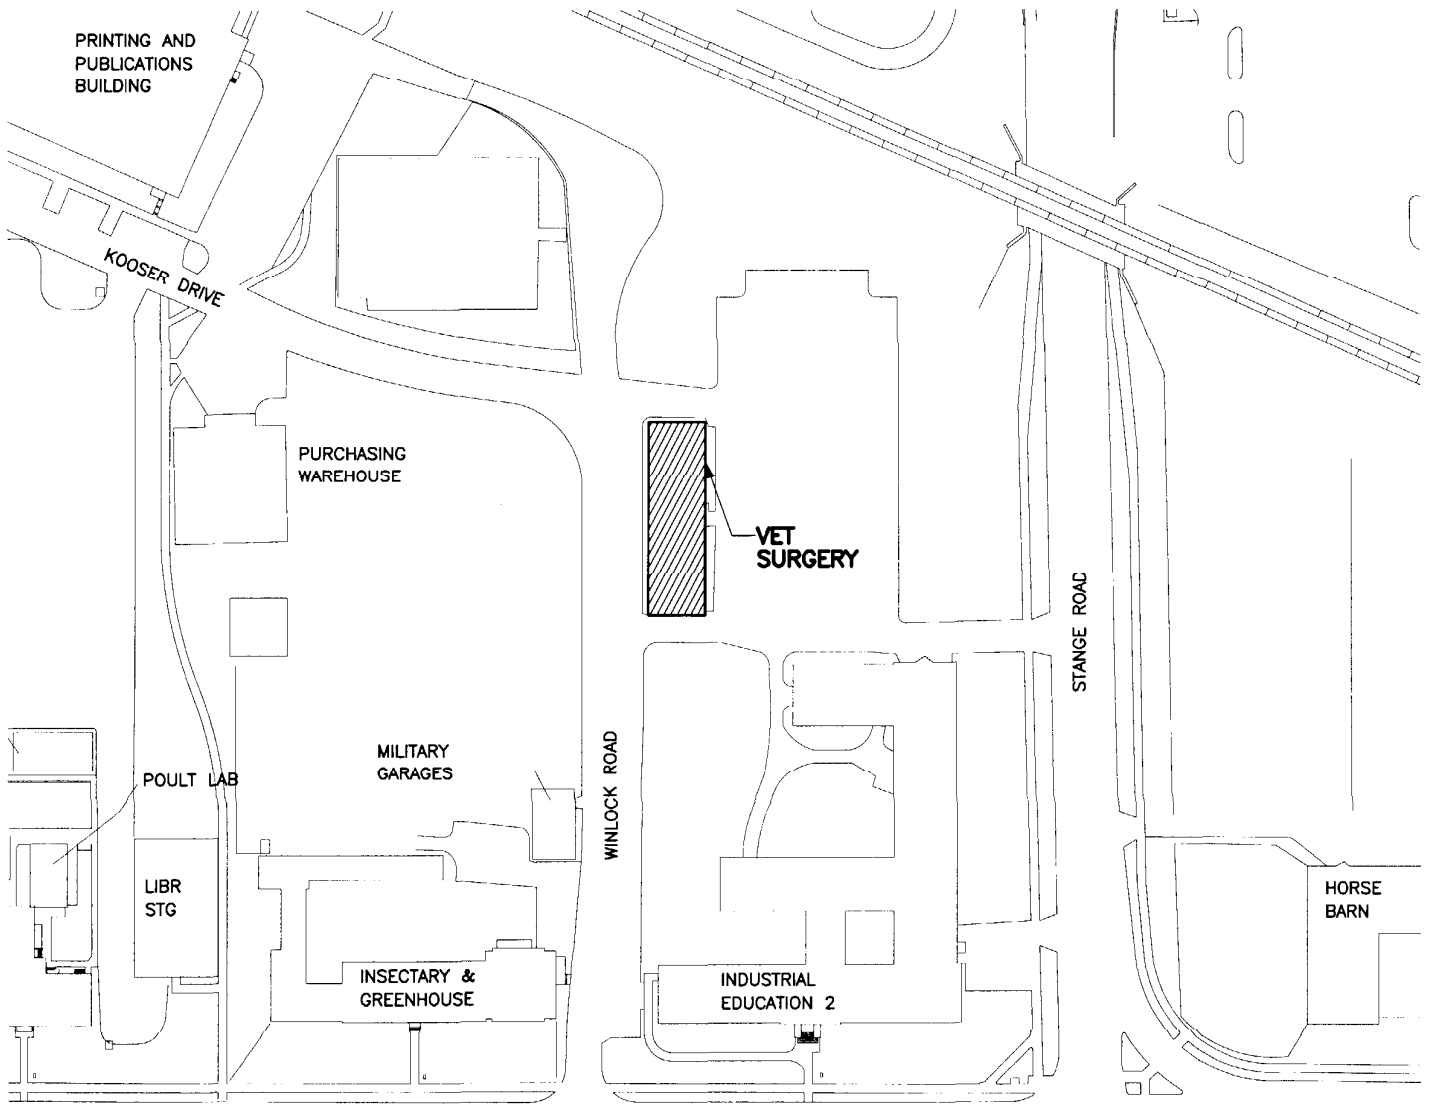 PRINTING AND
PUBLICATIONS
BUILDING
KOOSER DRIVE
PURCHASING
WAREHOUSE
VET
SURGERY
STANGE ROAD
WINLOCK ROAD
MILITARY
GARAGES
POULT LAB
LIBR
STG
HORSE
BARN
INSECTARY &
GREENHOUSE
INDUSTRIAL
EDUCATION 2